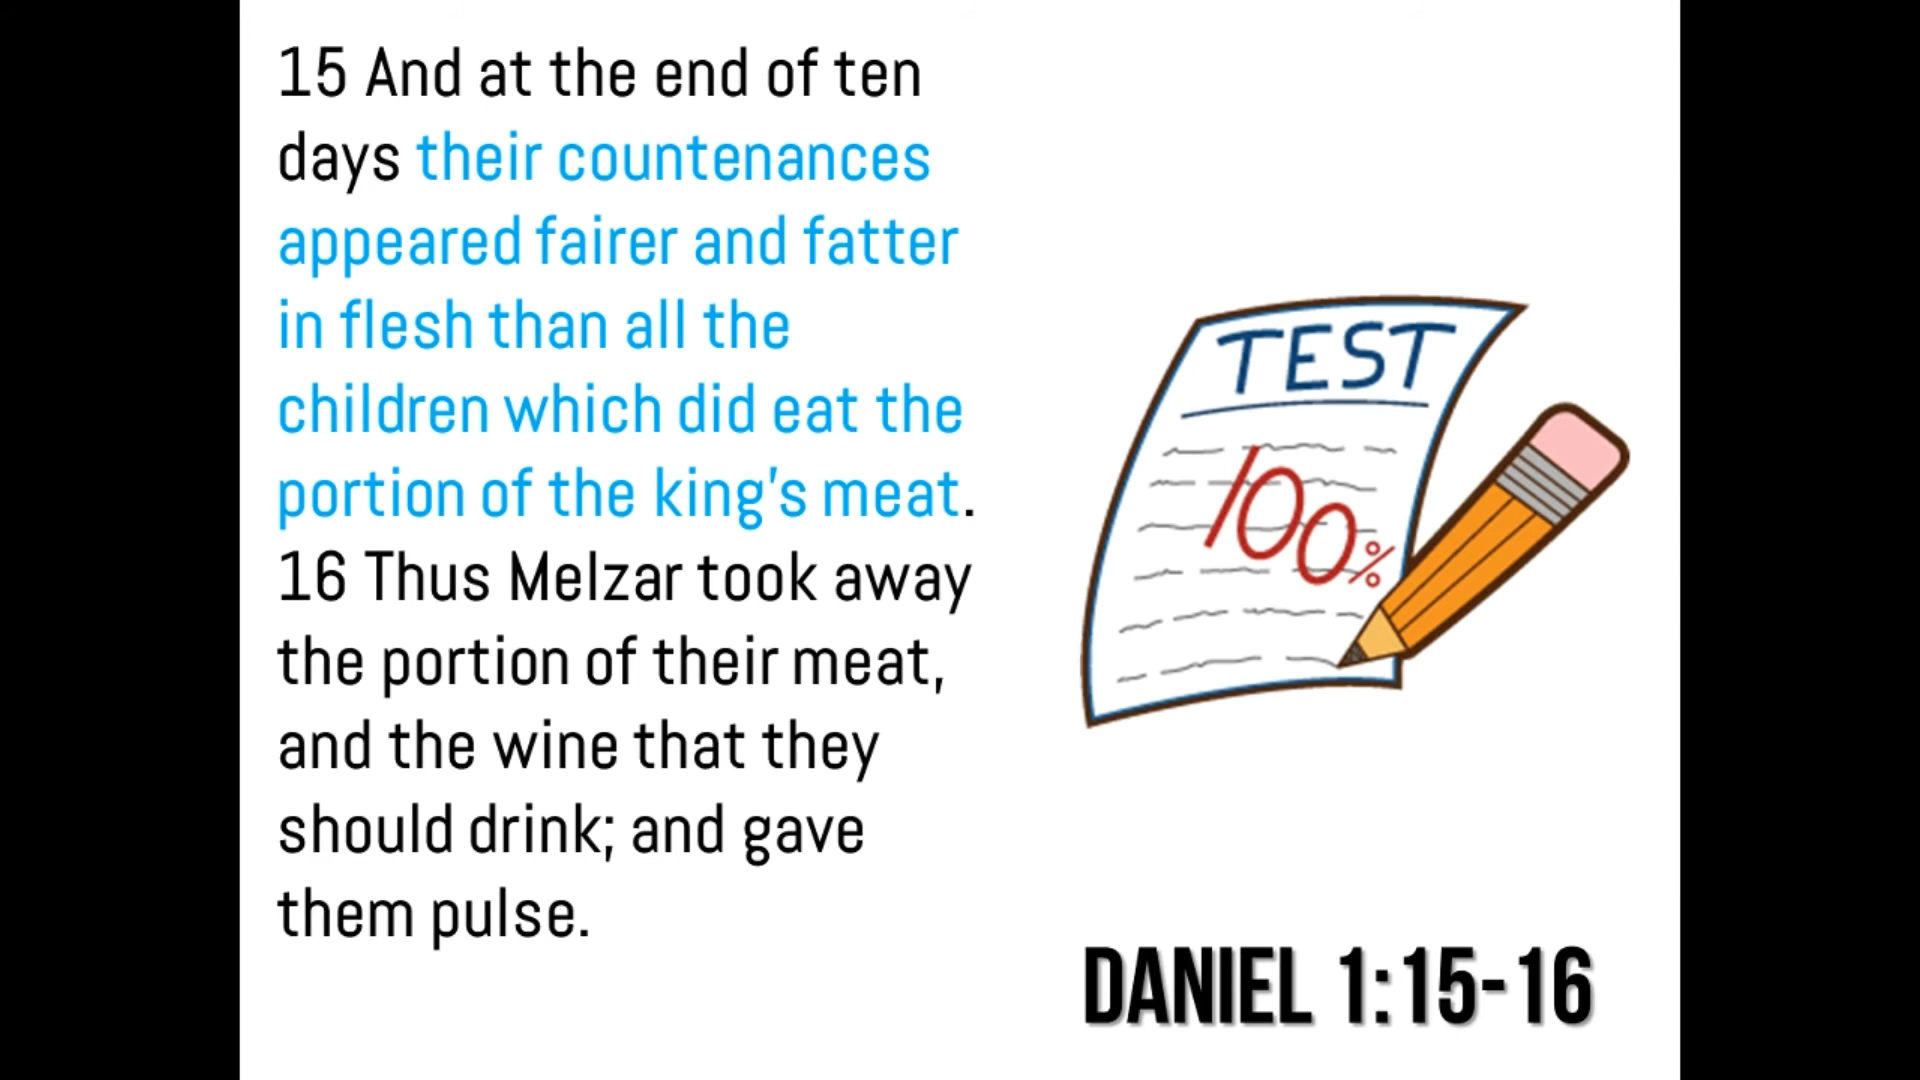 15 And at the end of ten
days their countenances
appeared fairer and fatter
in flesh than all the
children which did eat the
portion of the king's meat.
16 Thus Melzar took away
the portion of their meat,
and the wine that they
should drink; and gave
them pulse.
TEST
100%
DANIEL 1:15-16